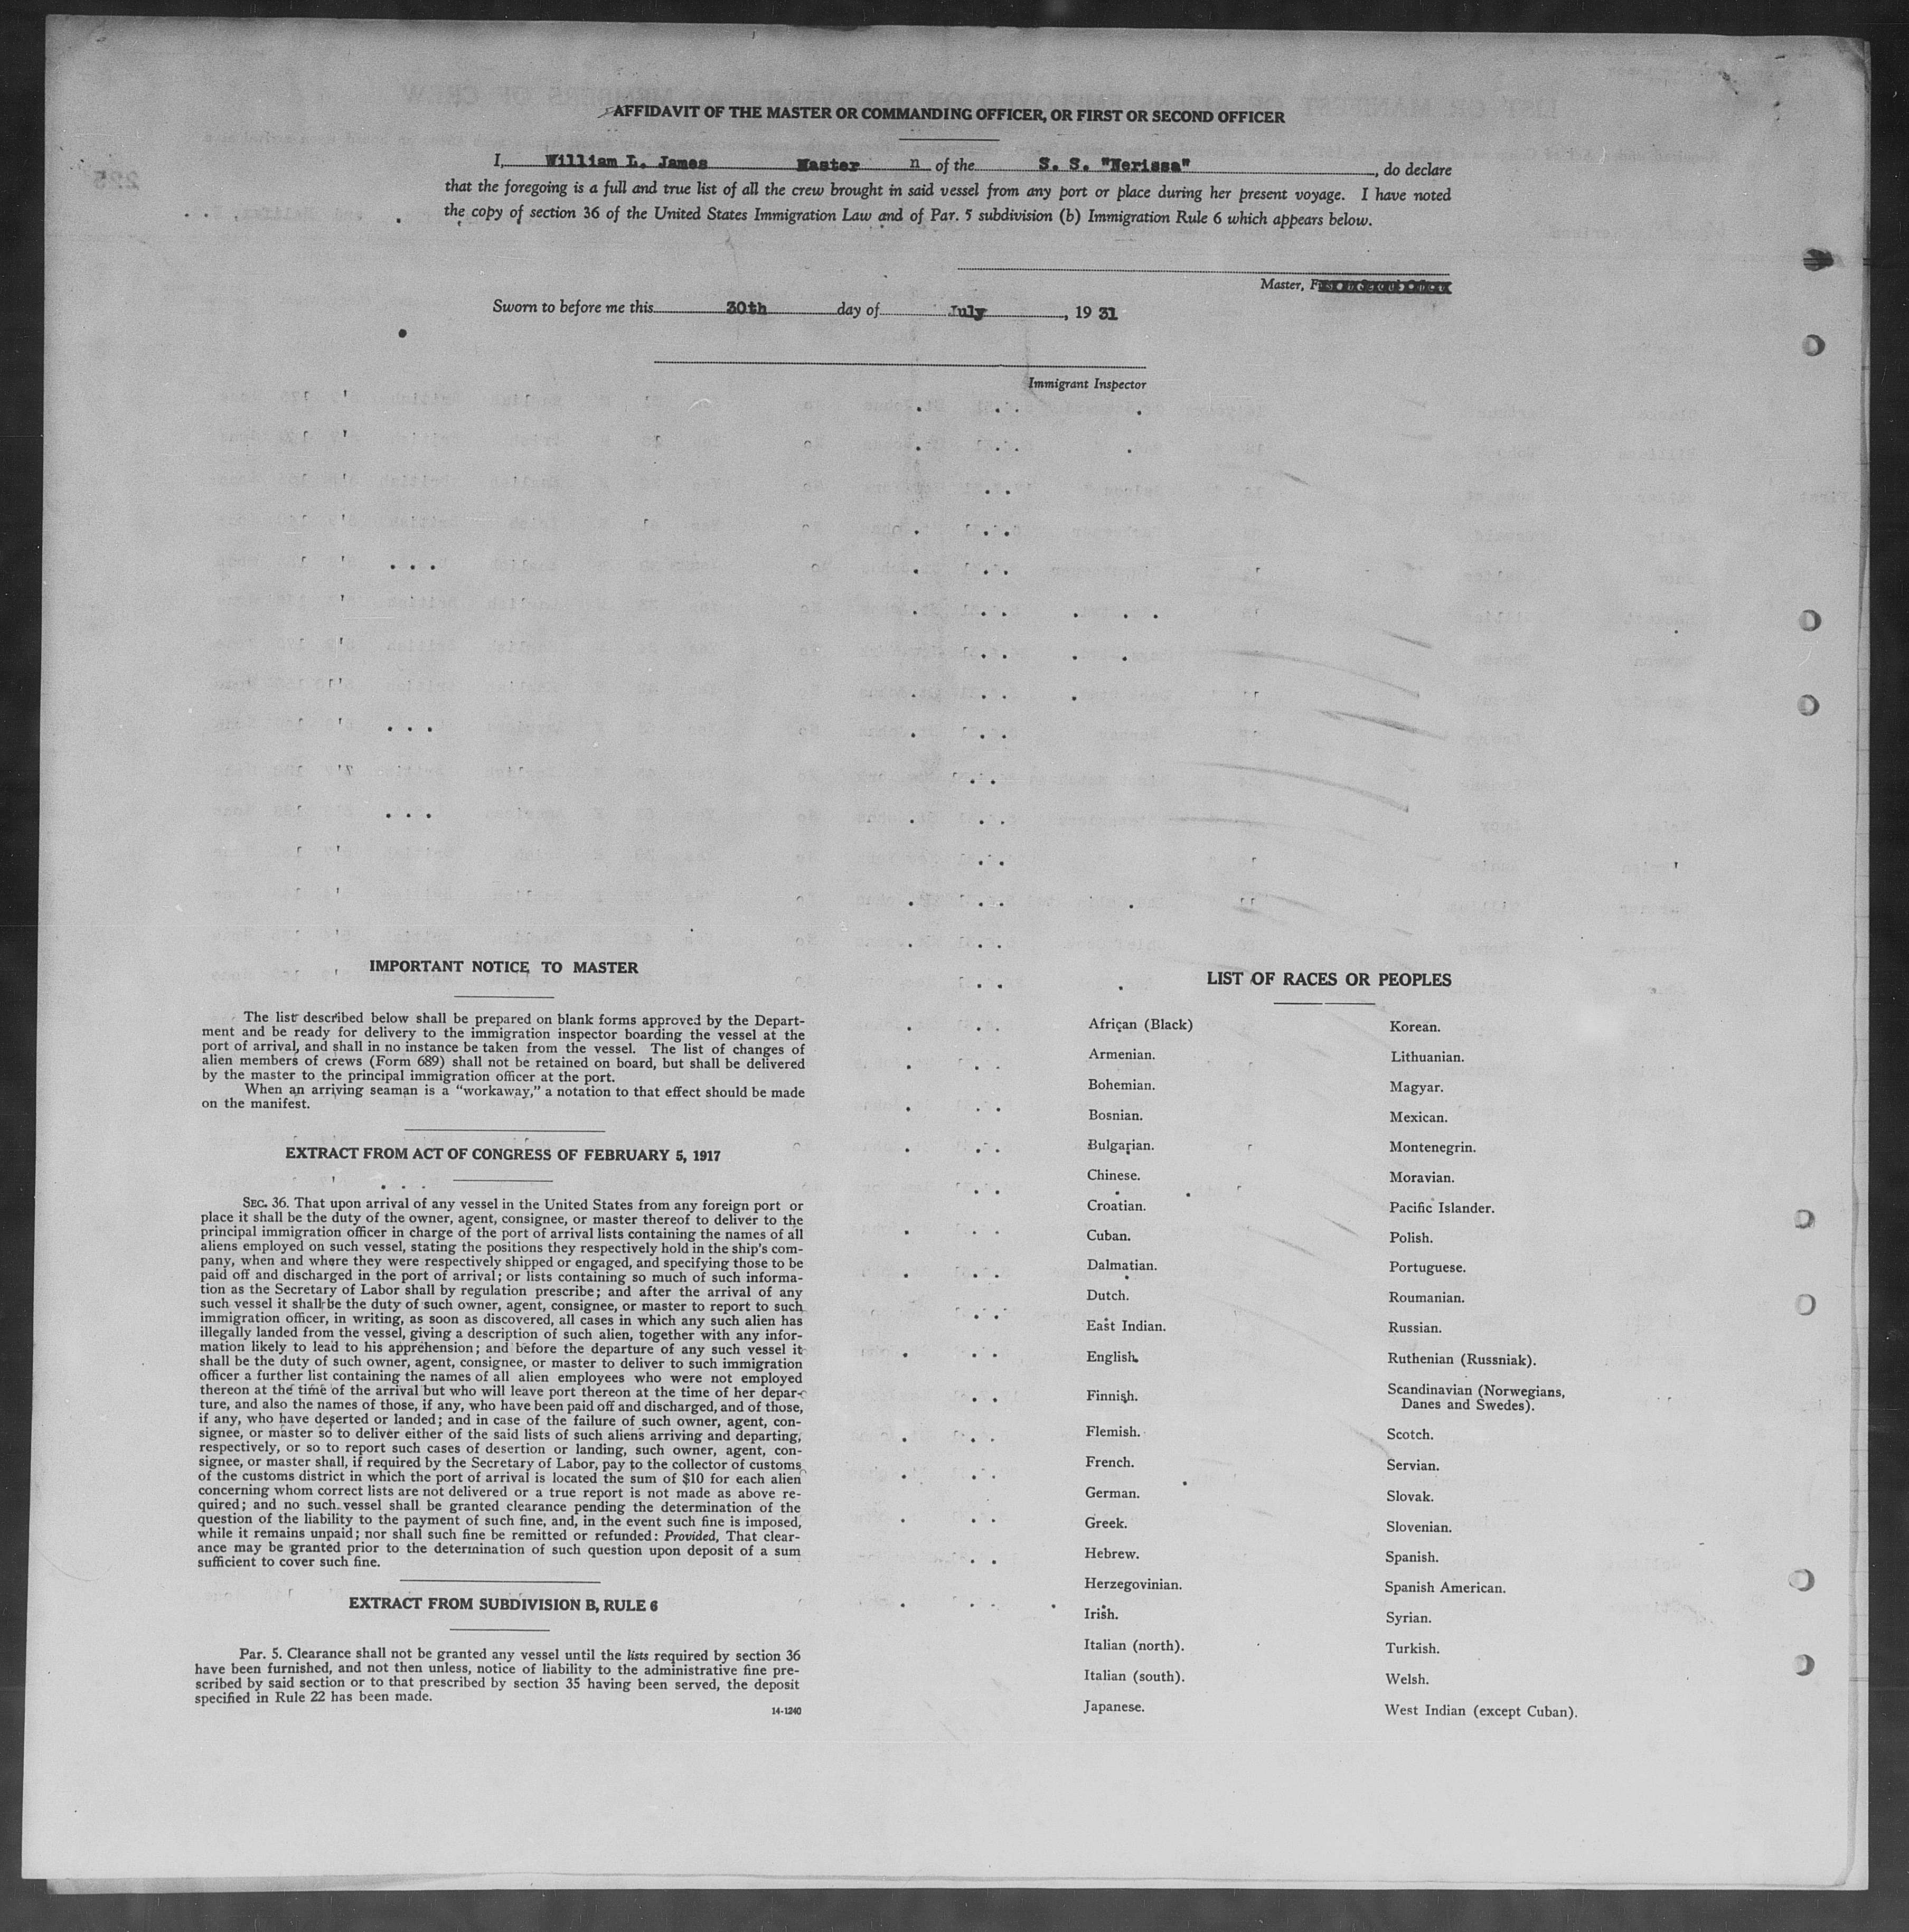 AFFIDAVIT OF THE MASTER OR COMMANDING OFFICER, OR FIRST OR SECOND OFFICER
I, William L. James Master n of the S. S. "Nerissa", do declare
that the foregoing is a full and true list of all the crew brought in said vessel from any port or place during her present voyage. I have noted
the copy of section 36 of the United States Immigration Law and of Par. 5 subdivision (b) Immigration Rule 6 which appears below.
Master,
Sworn to before me this 30th day of July, 19 31
Immigrant Inspector
IMPORTANT NOTICE TO MASTER
The list described below shall be prepared on blank forms approved by the Depart-
ment and be ready for delivery to the immigration inspector boarding the vessel at the
port of arrival, and shall in no instance be taken from the vessel. The list of changes of
alien members of crews (Form 689) shall not be retained on board, but shall be delivered
by the master to the principal immigration officer at the port.
When an arriving seaman is a "workaway," a notation to that effect should be made
on the manifest.
EXTRACT FROM ACT OF CONGRESS OF FEBRUARY 5, 1917
SEC. 36. That upon arrival of any vessel in the United States from any foreign port or
place it shall be the duty of the owner, agent, consignee, or master thereof to deliver to the
principal immigration officer in charge of the port of arrival lists containing the names of all
aliens employed on such vessel, stating the positions they respectively hold in the ship's com-
pany, when and where they were respectively shipped or engaged, and specifying those to be
paid off and discharged in the port of arrival; or lists containing so much of such informa-
tion as the Secretary of Labor shall by regulation prescribe; and after the arrival of any
such vessel it shall be the duty of such owner, agent, consignee, or master to report to such
immigration officer, in writing, as soon as discovered, all cases in which any such alien has
illegally landed from the vessel, giving a description of such alien, together with any infor-
mation likely to lead to his apprehension; and before the departure of any such vessel it
shall be the duty of such owner, agent, consignee, or master to deliver to such immigration
officer a further list containing the names of all alien employees who were not employed
thereon at the time of the arrival but who will leave port thereon at the time of her depar-
ture, and also the names of those, if any, who have been paid off and discharged, and of those,
if any, who have deserted or landed; and in case of the failure of such owner, agent, con-
signee, or master so to deliver either of the said lists of such aliens arriving and departing,
respectively, or so to report such cases of desertion or landing, such owner, agent, con-
signee, or master shall, if required by the Secretary of Labor, pay to the collector of customs
of the customs district in which the port of arrival is located the sum of $10 for each alien
concerning whom correct lists are not delivered or a true report is not made as above re-
quired; and no such vessel shall be granted clearance pending the determination of the
question of the liability to the payment of such fine, and, in the event such fine is imposed,
while it remains unpaid; nor shall such fine be remitted or refunded: Provided, That clear-
ance may be granted prior to the determination of such question upon deposit of a sum
sufficient to cover such fine.
EXTRACT FROM SUBDIVISION B, RULE 6
Par. 5. Clearance shall not be granted any vessel until the lists required by section 36
have been furnished, and not then unless, notice of liability to the administrative fine pre-
scribed by said section or to that prescribed by section 35 having been served, the deposit
specified in Rule 22 has been made.
14-1240
LIST OF RACES OR PEOPLES
African (Black)
Armenian.
Bohemian.
Bosnian.
Bulgarian.
Chinese.
Croatian.
Cuban.
Dalmatian.
Dutch.
East Indian.
English.
Finnish.
Flemish.
French.
German.
Greek.
Hebrew.
Herzegovinian.
Irish.
Italian (north).
Italian (south).
Japanese.
Korean.
Lithuanian.
Magyar.
Mexican.
Montenegrin.
Moravian.
Pacific Islander.
Polish.
Portuguese.
Roumanian.
Russian.
Ruthenian (Russniak).
Scandinavian (Norwegians,
Danes and Swedes).
Scotch.
Servian.
Slovak.
Slovenian.
Spanish.
Spanish American.
Syrian.
Turkish.
Welsh.
West Indian (except Cuban).